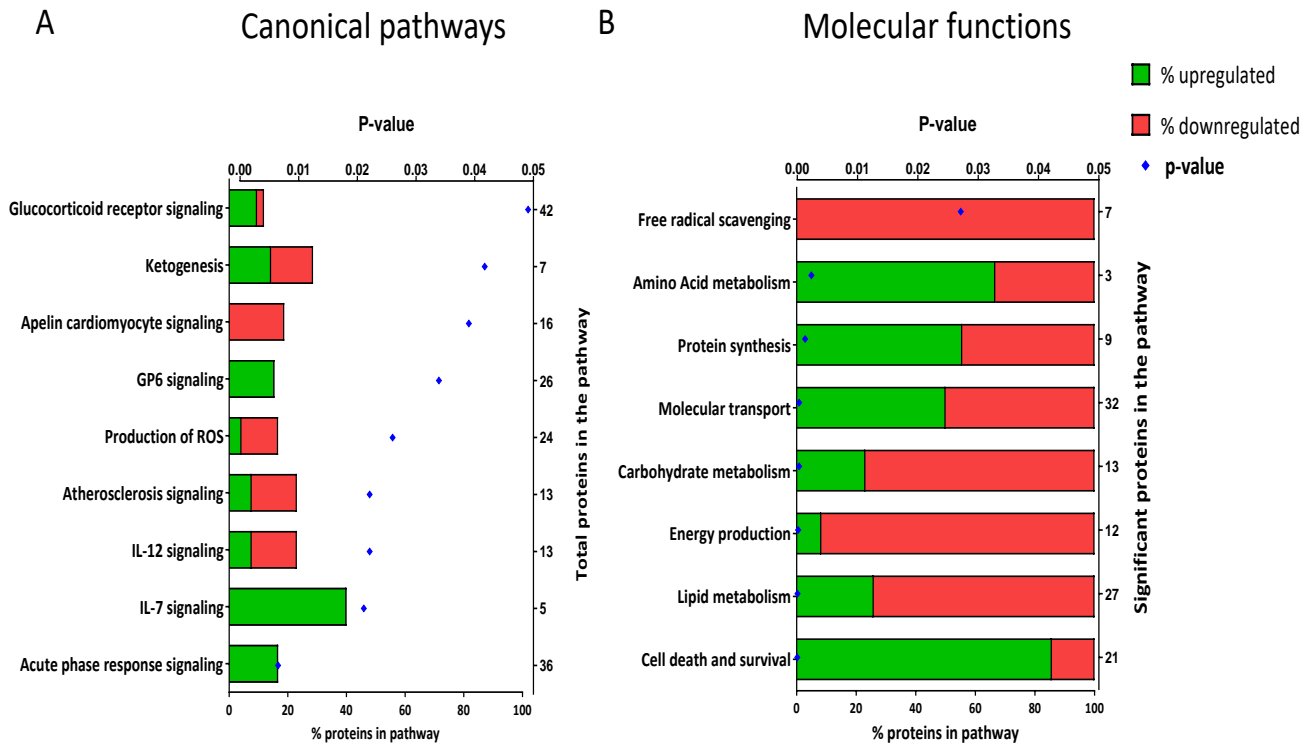 A
Canonical pathways
P-value
0.00 0.01 0.02 0.03 0.04 0.05
Glucocorticoid receptor signaling 42
Ketogenesis 7
Apelin cardiomyocyte signaling 16
GP6 signaling 26
Production of ROS 24
Atherosclerosis signaling 13
IL-12 signaling 13
IL-7 signaling 5
Acute phase response signaling 36
Total proteins in the pathway
0 20 40 60 80 100
% proteins in pathway
B
Molecular functions
P-value
0.00 0.01 0.02 0.03 0.04 0.05
Free radical scavenging 7
Amino Acid metabolism 3
Protein synthesis 9
Molecular transport 32
Carbohydrate metabolism 13
Energy production 12
Lipid metabolism 27
Cell death and survival 21
Significant proteins in the pathway
0 20 40 60 80 100
% proteins in pathway
% upregulated
% downregulated
p-value